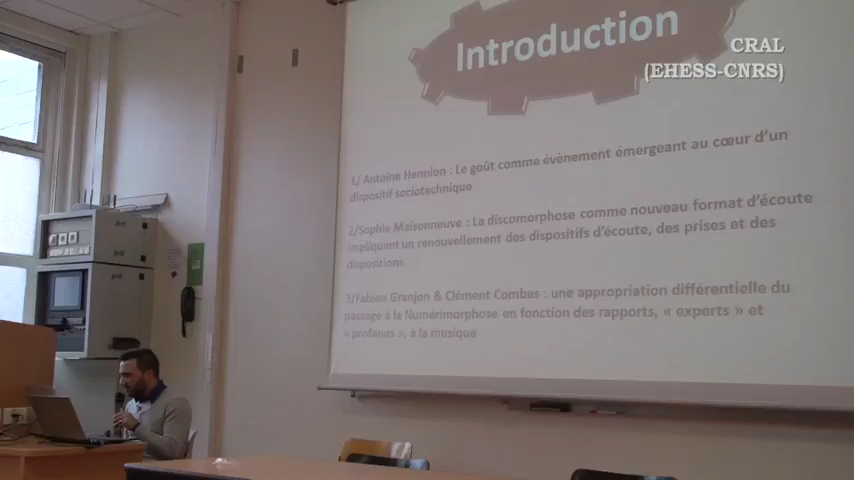 Introduction
CRAL
(EHESS-CNRS)
1/ Antoine Hennion : Le goût comme évènement émergeant au cœur d'un
dispositif sociotechnique
2/Sophie Maisonneuve : La discomorphose comme nouveau format d'écoute
impliquant un renouvellement des dispositifs d'écoute, des prises et des
dispositions
3/Fabien Granjon & Clément Combes : une appropriation différentielle du
passage à la Numérimorphose en fonction des rapports, « experts » et
« profanes », à la musique